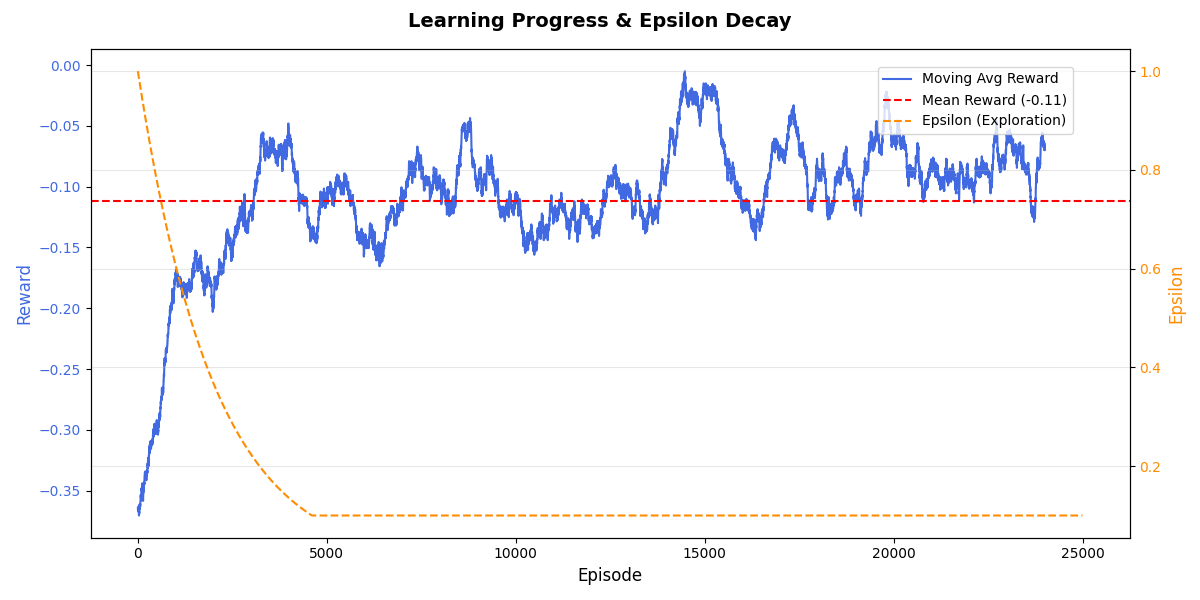 Learning Progress & Epsilon Decay
0.00
−0.05
−0.10
−0.15
−0.20
−0.25
−0.30
−0.35
Reward
Moving Avg Reward
Mean Reward (-0.11)
Epsilon (Exploration)
1.0
0.8
0.6
0.4
0.2
Epsilon
0
5000
10000
15000
20000
25000
Episode